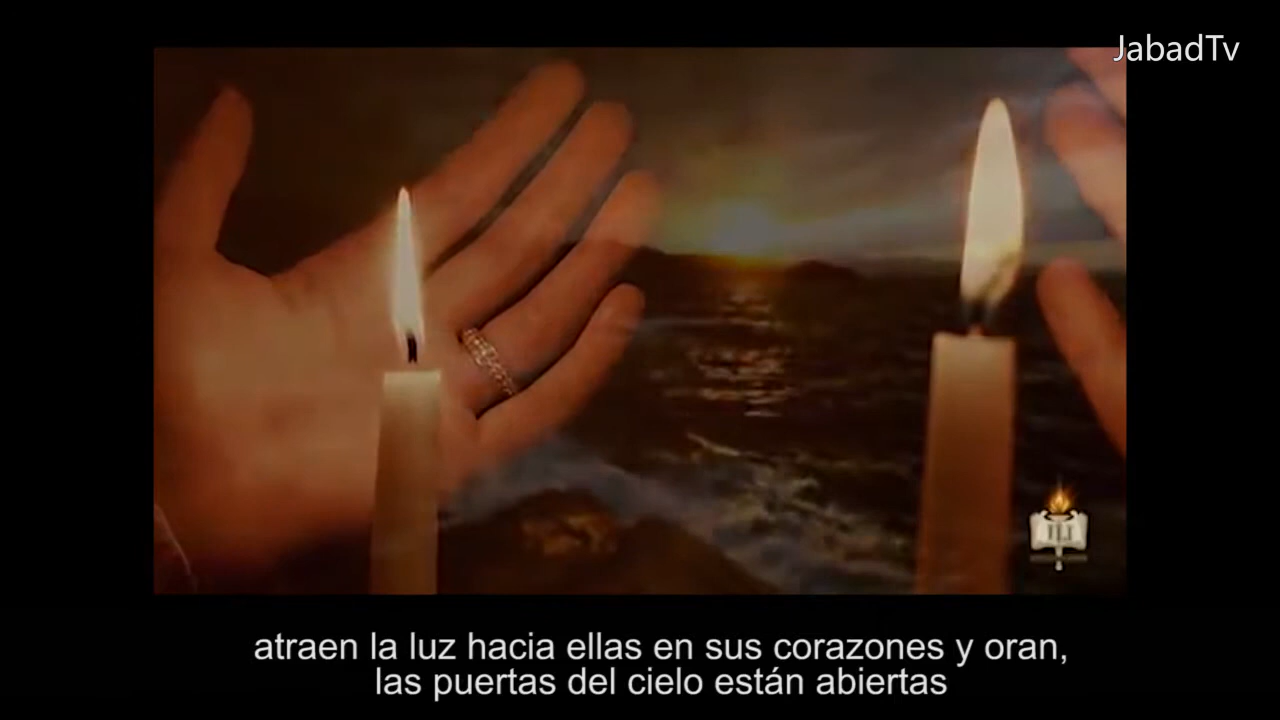 JabadTv
atraen la luz hacia ellas en sus corazones y oran,
las puertas del cielo están abiertas